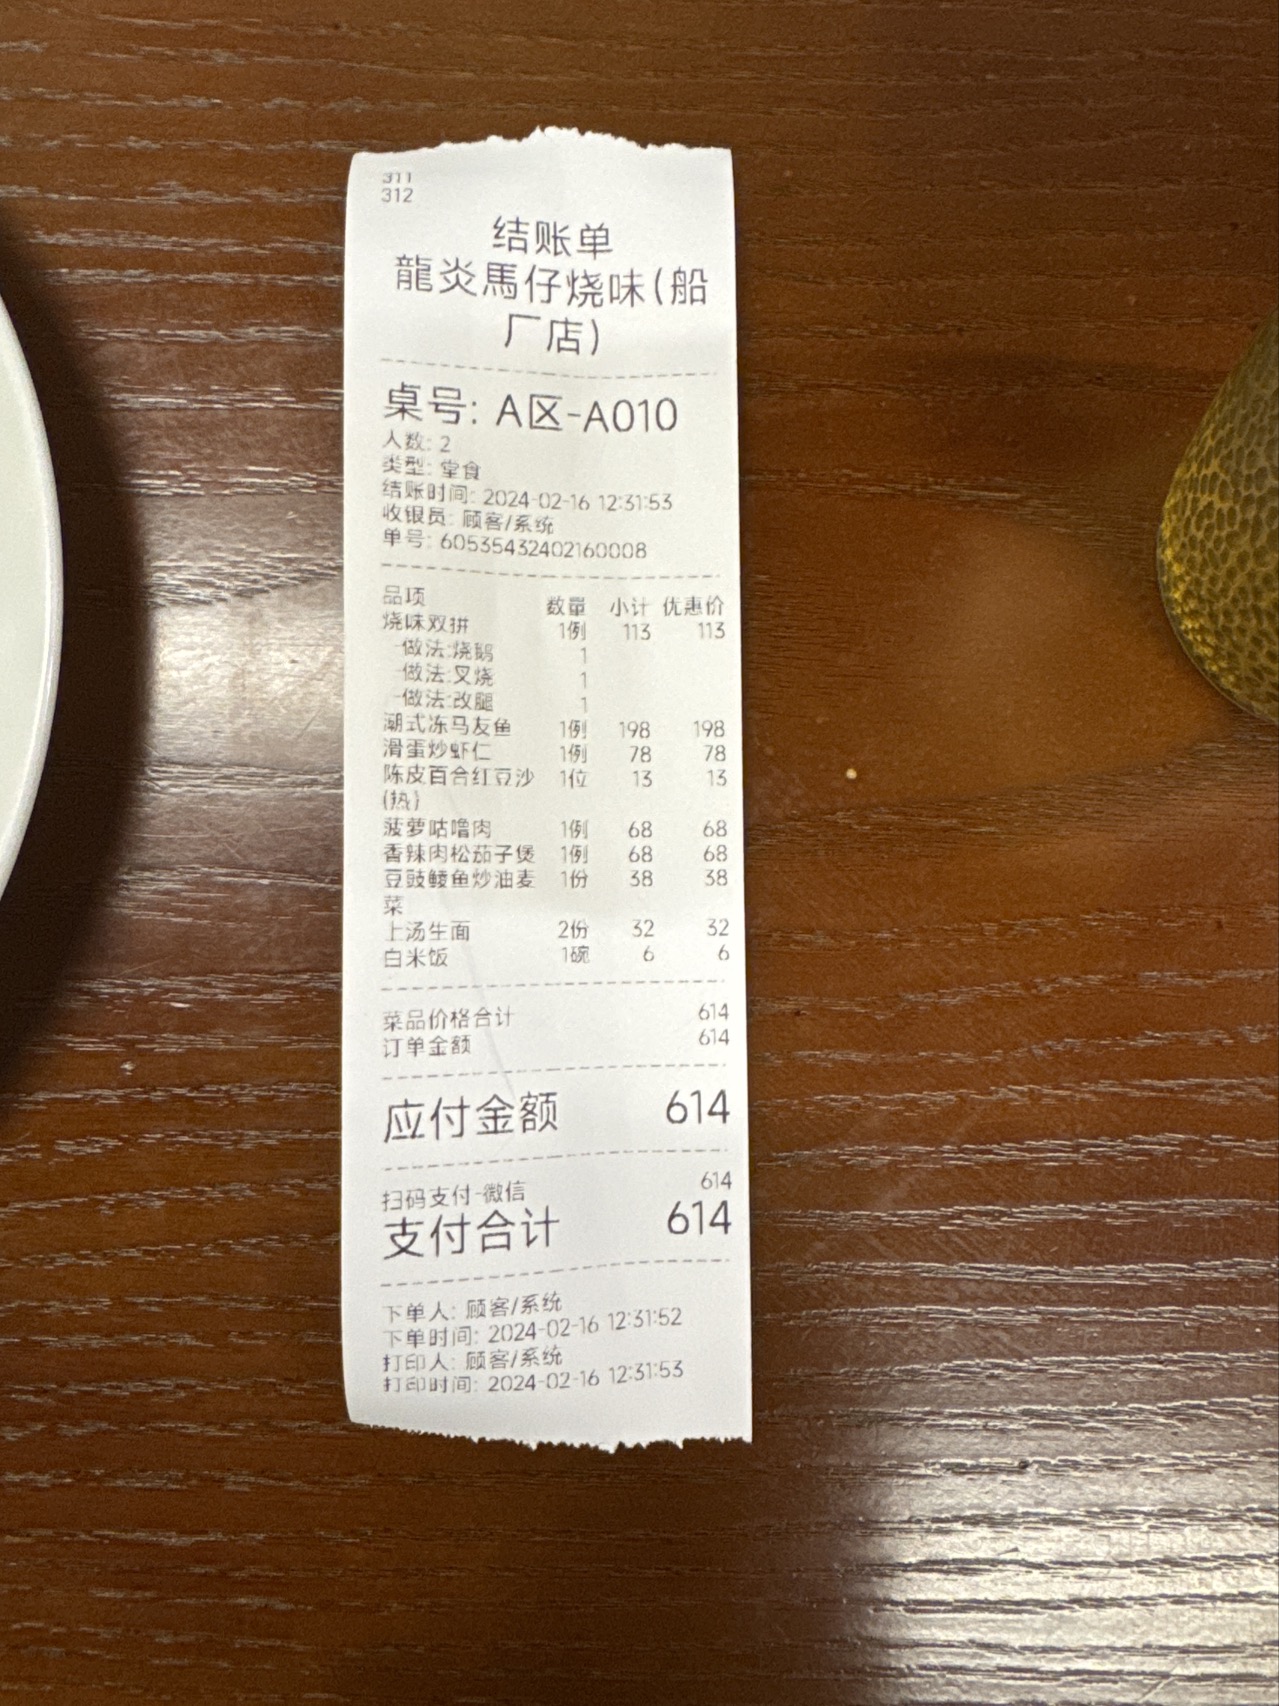 311
312
结账单
龍炎馬仔烧味(船
厂店)
桌号: A区-A010
人数: 2
类型: 堂食
结账时间: 2024-02-16 12:31:53
收银员: 顾客/系统
单号: 60535432402160008
品项 数量 小计 优惠价
烧味双拼 1例 113 113
-做法:烧鹅 1
-做法:叉烧 1
-做法:改腿 1
潮式冻马友鱼 1例 198 198
滑蛋炒虾仁 1例 78 78
陈皮百合红豆沙 1位 13 13
(热)
菠萝咕噜肉 1例 68 68
香辣肉松茄子煲 1例 68 68
豆豉鲮鱼炒油麦 1份 38 38
菜
上汤生面 2份 32 32
白米饭 1碗 6 6
菜品价格合计 614
订单金额 614
应付金额 614
扫码支付-微信 614
支付合计 614
下单人: 顾客/系统
下单时间: 2024-02-16 12:31:52
打印人: 顾客/系统
打印时间: 2024-02-16 12:31:53